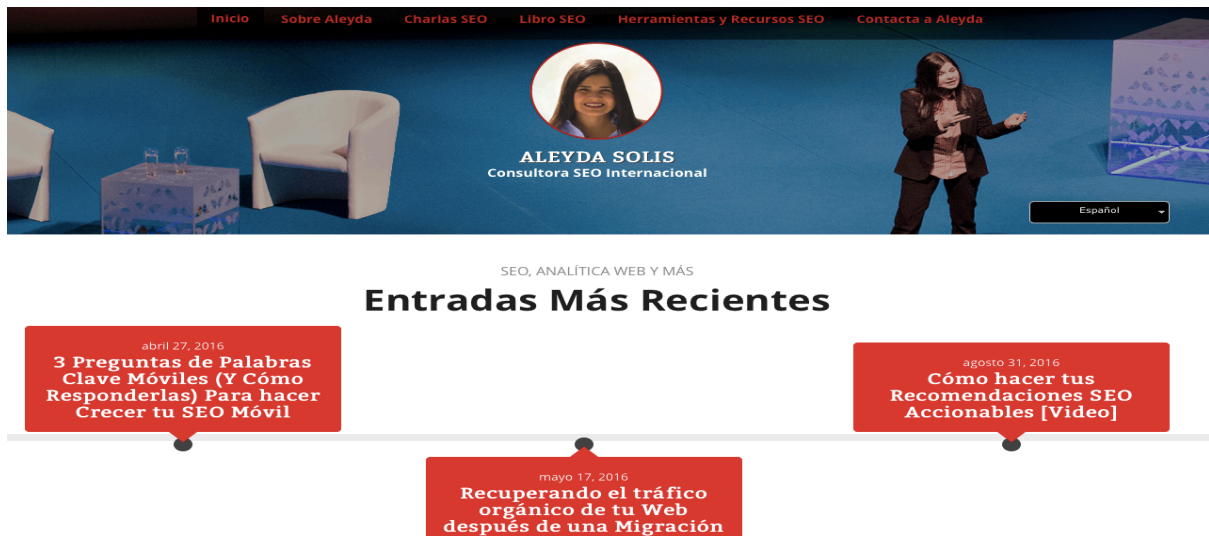 Inicio
Sobre Aleyda
Charlas SEO
Libro SEO
Herramientas y Recursos SEO
Contacta a Aleyda
ALEYDA SOLIS
Consultora SEO Internacional
Español
SEO, ANALÍTICA WEB Y MÁS
Entradas Más Recientes
abril 27, 2016
3 Preguntas de Palabras
Clave Móviles (Y Cómo
Responderlas) Para hacer
Crecer tu SEO Móvil
mayo 17, 2016
Recuperando el tráfico
orgánico de tu Web
después de una Migración
agosto 31, 2016
Cómo hacer tus
Recomendaciones SEO
Accionables [Video]